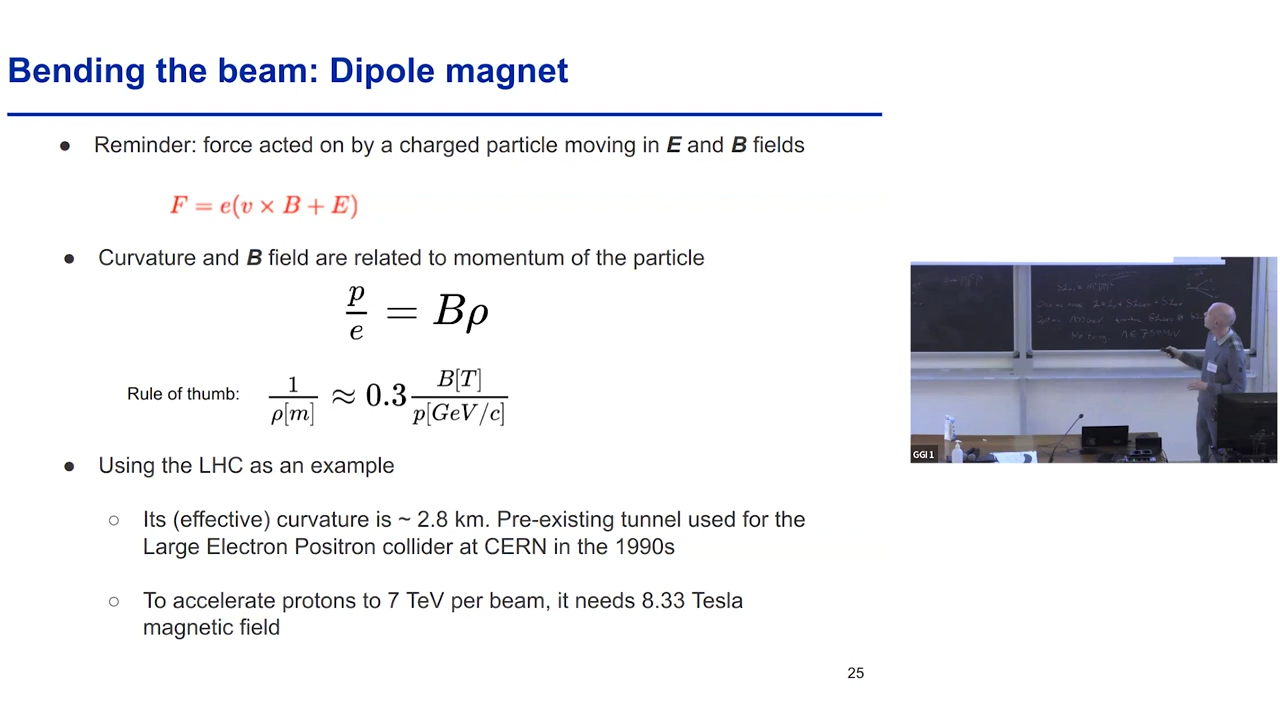 Bending the beam: Dipole magnet
● Reminder: force acted on by a charged particle moving in E and B fields
F = e(v × B + E)
● Curvature and B field are related to momentum of the particle
p/e = Bρ
Rule of thumb: 1/ρ[m] ≈ 0.3 B[T]/p[GeV/c]
● Using the LHC as an example
○ Its (effective) curvature is ~ 2.8 km. Pre-existing tunnel used for the
Large Electron Positron collider at CERN in the 1990s
○ To accelerate protons to 7 TeV per beam, it needs 8.33 Tesla
magnetic field
25
GGI 1